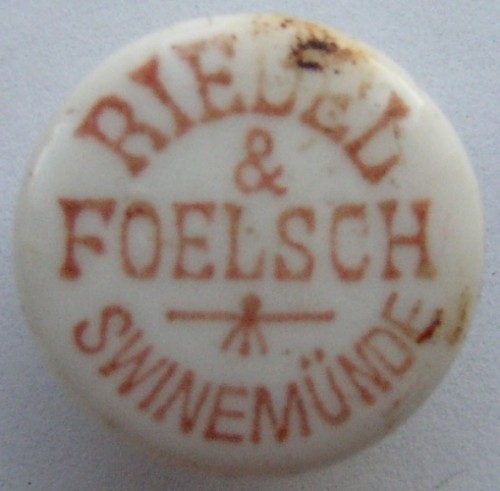 RIEDEL
&
FOELSCH
SWINEMÜNDE